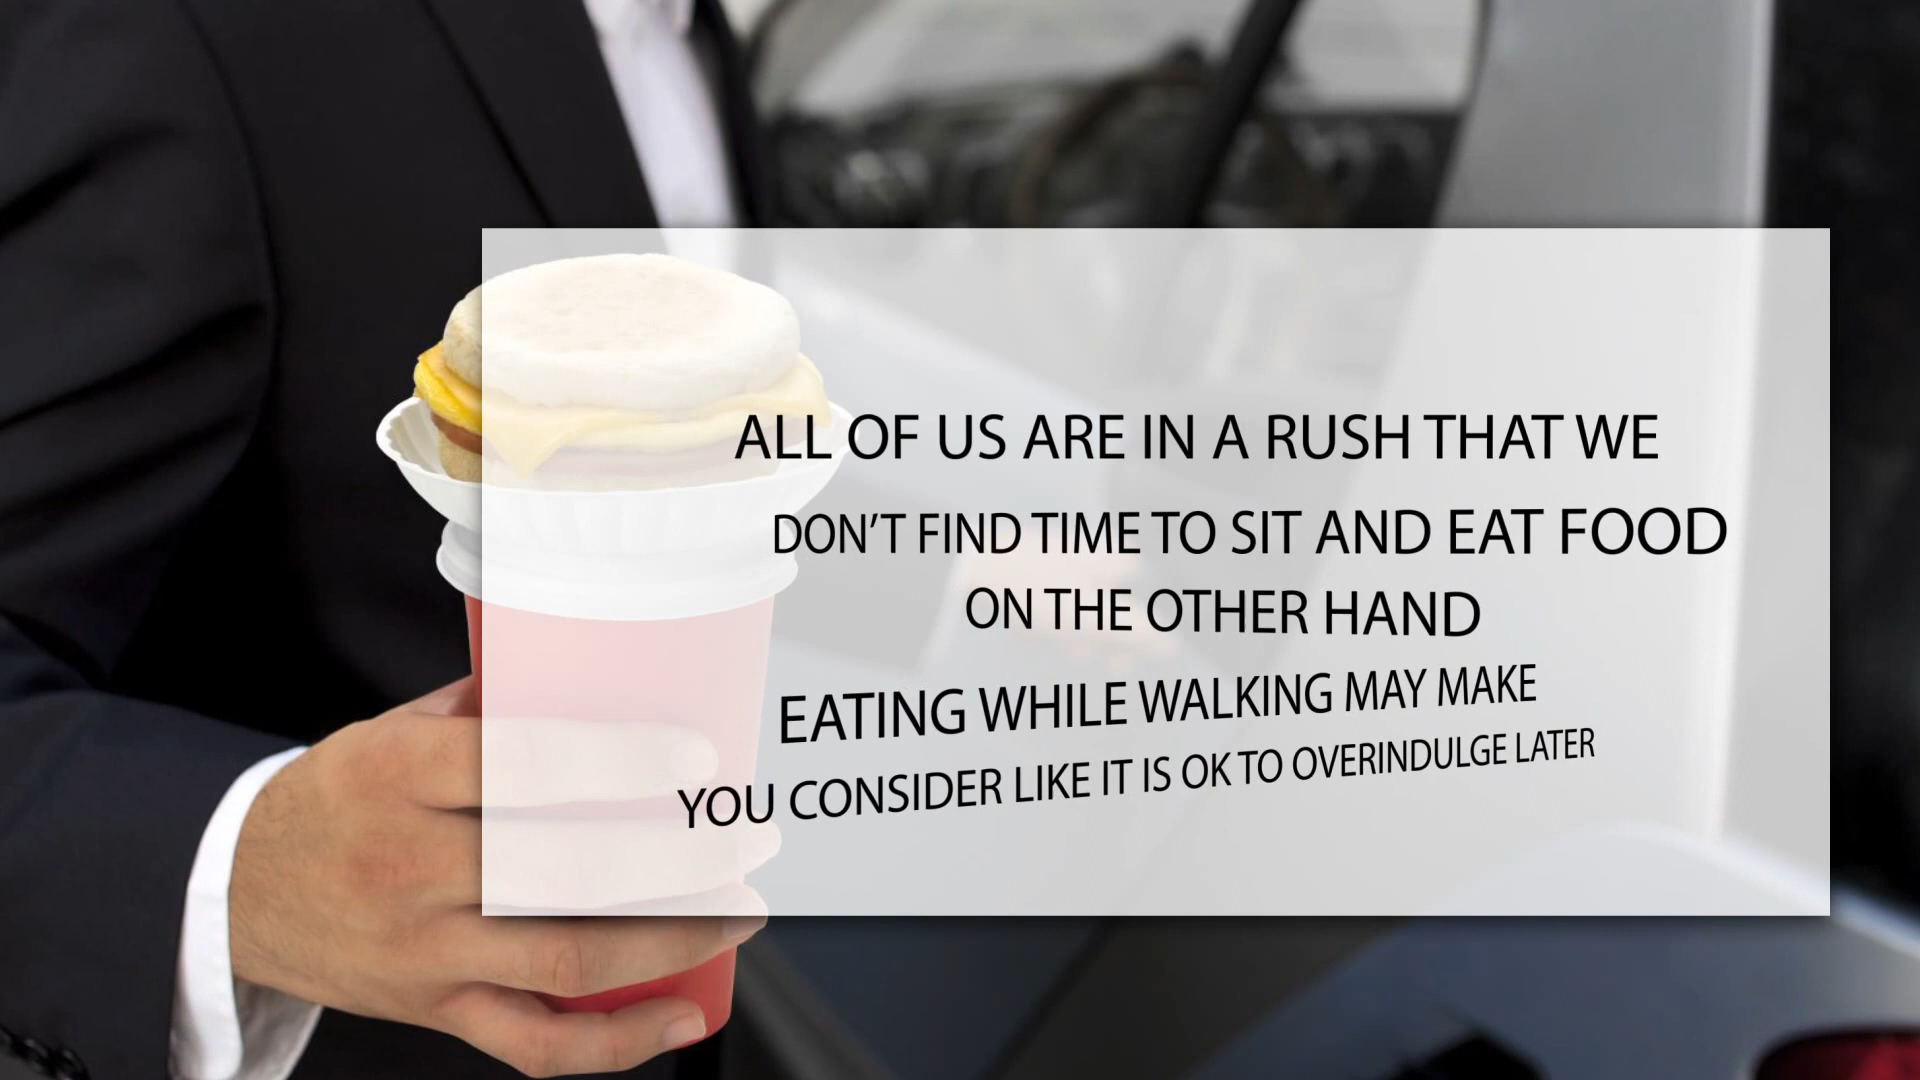 ALL OF US ARE IN A RUSH THAT WE
DON’T FIND TIME TO SIT AND EAT FOOD
ON THE OTHER HAND
EATING WHILE WALKING MAY MAKE
YOU CONSIDER LIKE IT IS OK TO OVERINDULGE LATER